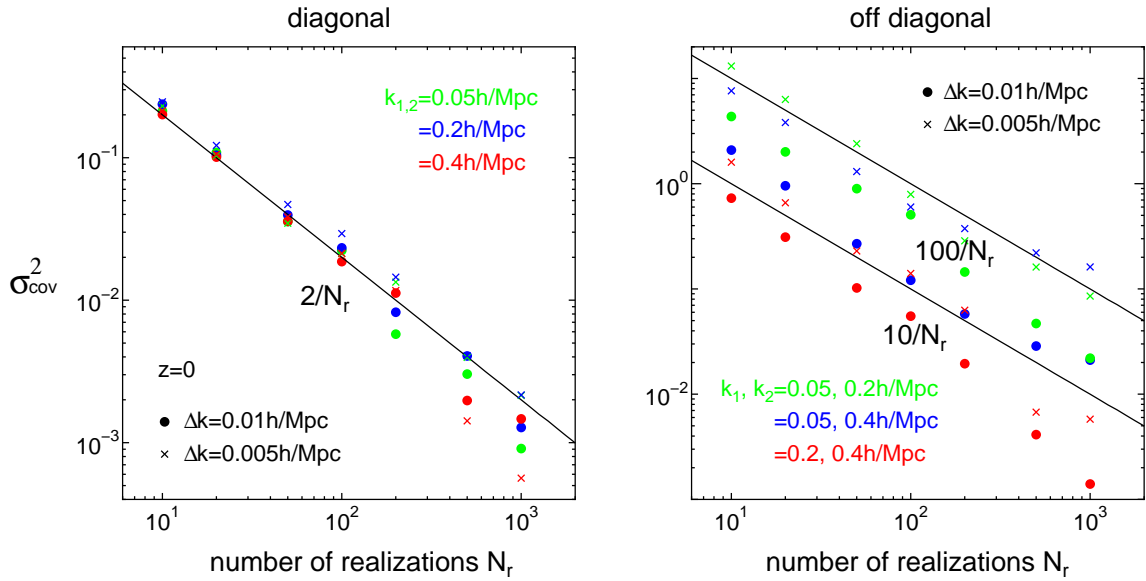 diagonal
off diagonal
k₁,₂=0.05h/Mpc
=0.2h/Mpc
=0.4h/Mpc
2/Nᵣ
z=0
Δk=0.01h/Mpc
Δk=0.005h/Mpc
10⁻¹
10⁻²
10⁻³
σ²cov
10¹
10²
10³
number of realizations Nᵣ
Δk=0.01h/Mpc
Δk=0.005h/Mpc
100/Nᵣ
10/Nᵣ
k₁, k₂=0.05, 0.2h/Mpc
=0.05, 0.4h/Mpc
=0.2, 0.4h/Mpc
10⁰
10⁻²
10¹
10²
10³
number of realizations Nᵣ